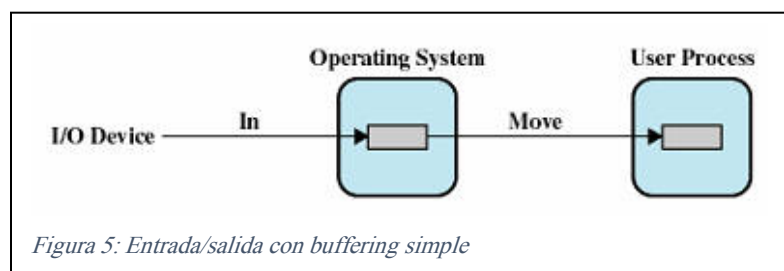 Operating System
User Process
I/O Device
In
Move
Figura 5: Entrada/salida con buffering simple